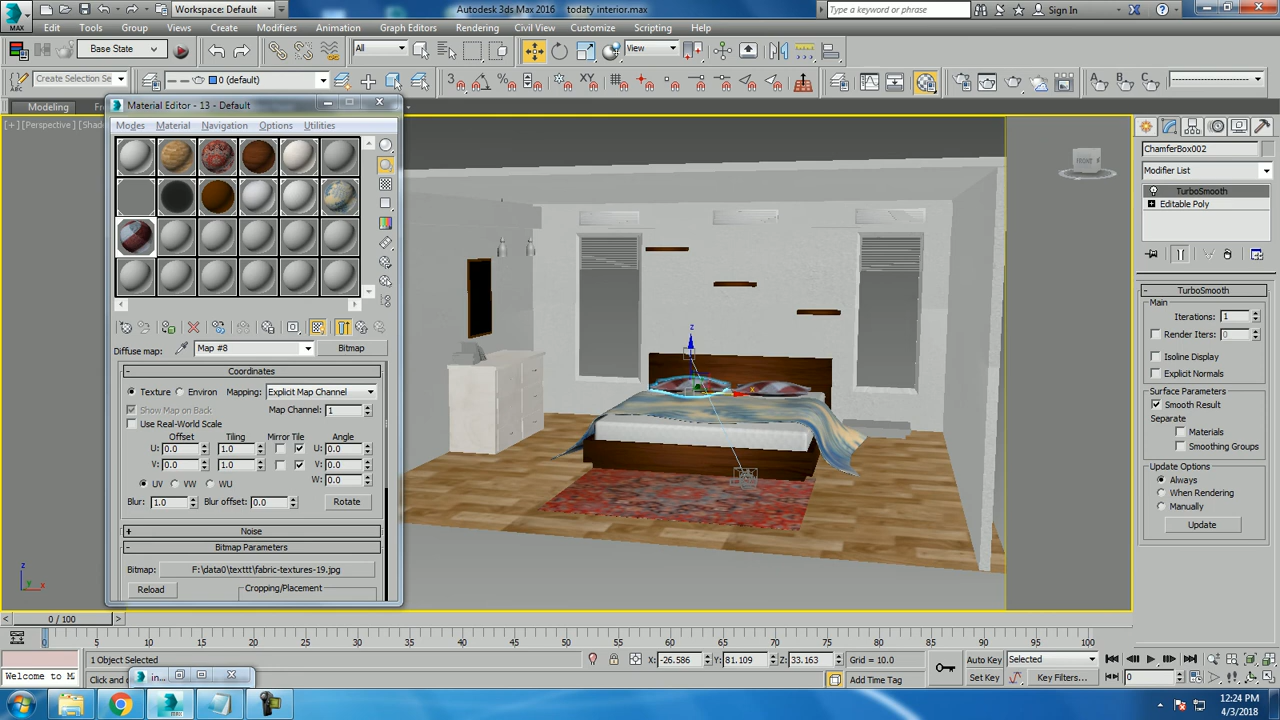 Workspace: Default
Autodesk 3ds Max 2016 todaty interior.max
Type a keyword or phrase
Sign In
MAX
Edit Tools Group Views Create Modifiers Animation Graph Editors Rendering Civil View Customize Scripting Help
Base State
All
View
Create Selection Se
0 (default)
Modeling
[+] [Perspective]
Material Editor - 13 - Default
Modes Material Navigation Options Utilities
Diffuse map: Map #8 Bitmap
Coordinates
Texture Environ Mapping: Explicit Map Channel
Show Map on Back Map Channel: 1
Use Real-World Scale
Offset Tiling Mirror Tile Angle
U: 0.0 1.0 U: 0.0
V: 0.0 1.0 V: 0.0
UV VW WU W: 0.0
Blur: 1.0 Blur offset: 0.0 Rotate
Noise
Bitmap Parameters
Bitmap: F:\data0\texttt\fabric-textures-19.jpg
Reload Cropping/Placement
z
x
FRONT
ChamferBox002
Modifier List
TurboSmooth
Editable Poly
TurboSmooth
Main
Iterations: 1
Render Iters: 0
Isoline Display
Explicit Normals
Surface Parameters
Smooth Result
Separate
Materials
Smoothing Groups
Update Options
Always
When Rendering
Manually
Update
z
y
x
0 / 100
0 5 10 15 20 25 30 35 40 45 50 55 60 65 70 75 80 85 90 95 100
1 Object Selected
X: -26.586 Y: 81.109 Z: 33.163 Grid = 10.0
Auto Key Selected
Welcome to M
Click and
in...
Add Time Tag
Set Key Key Filters...
0
12:24 PM
4/3/2018